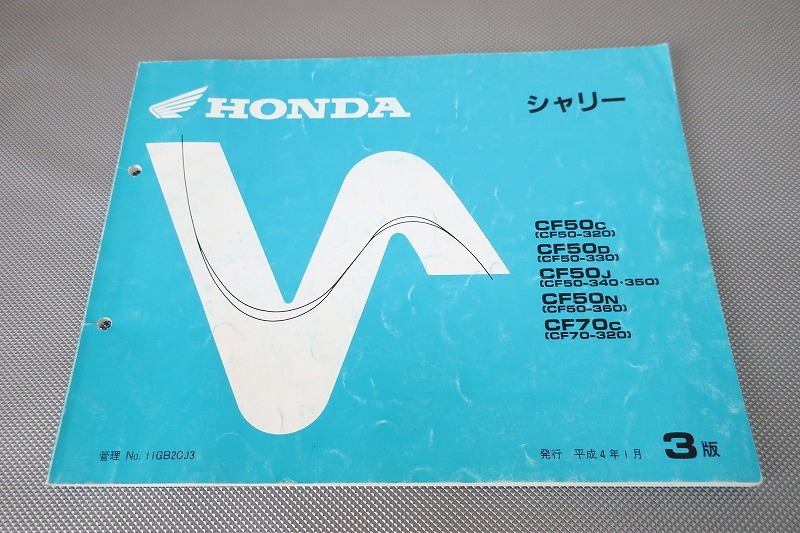 HONDA
シャリー
CF50C
(CF50-320)
CF50D
(CF50-330)
CF50J
(CF50-340・350)
CF50N
(CF50-360)
CF70C
(CF70-320)
管理 No. 11GB2CJ3
発行 平成4年1月 3版